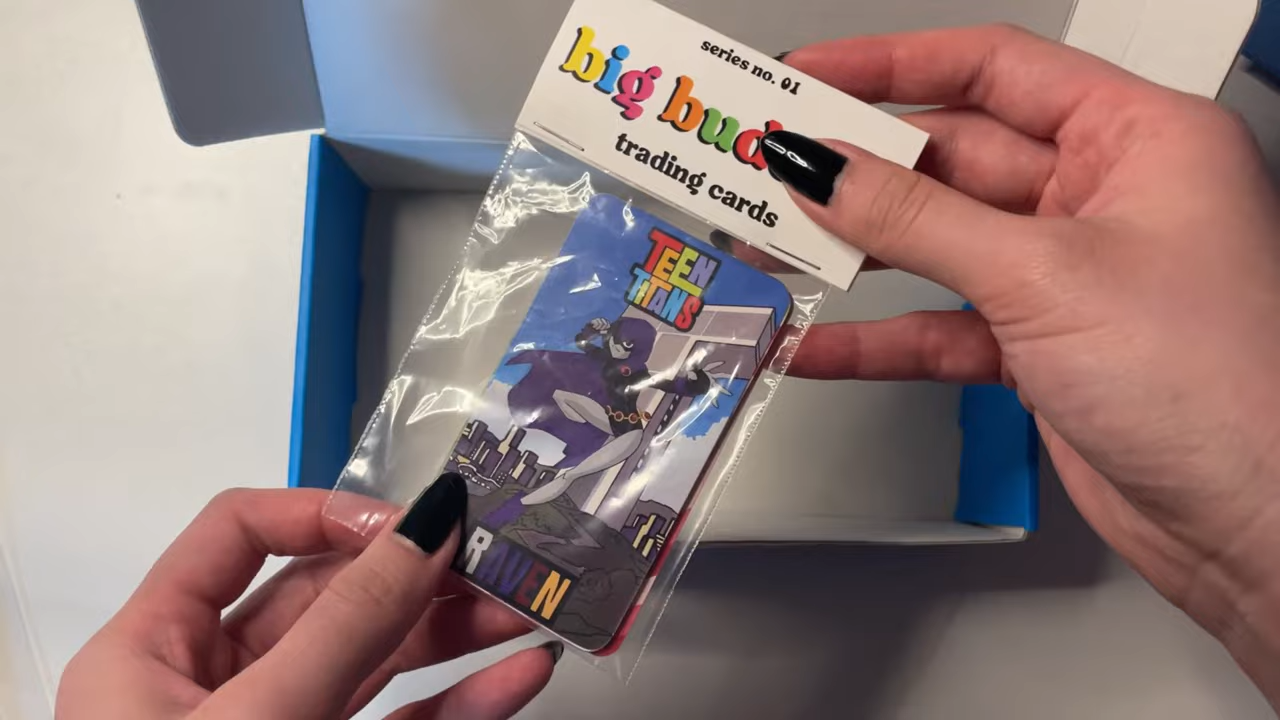 series no. 01
big bud
trading cards
TEEN
TITANS
RAVEN